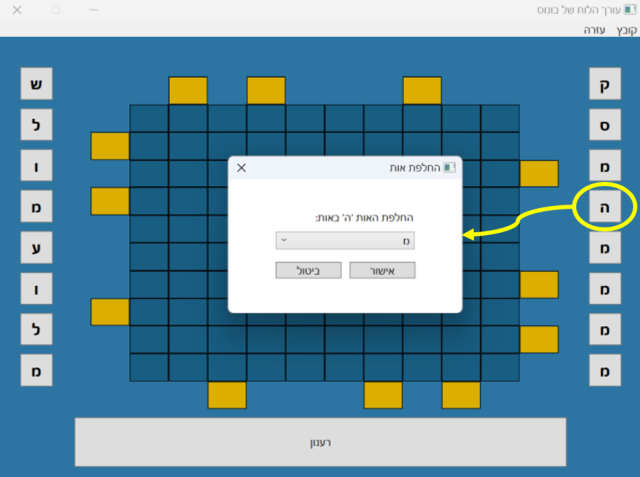 עורך הלוח של בונוס
קובץ עזרה
ק
ס
מ
ה
מ
מ
מ
מ
החלפת אות
החלפת האות 'ה' באות:
מ
אישור ביטול
ש
ל
ו
מ
ע
ו
ל
מ
רענון